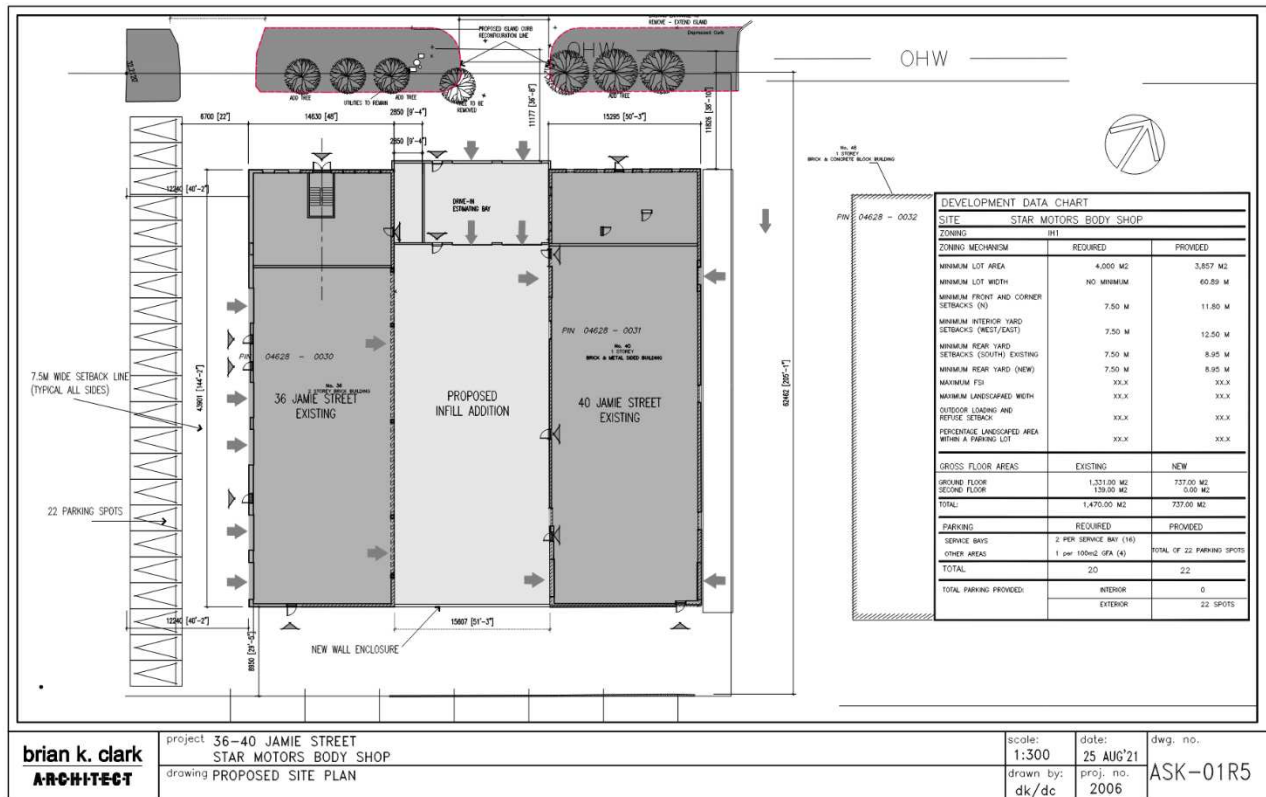 REMOVE - EXTEND ISLAND
Depressed Curb
PROPOSED ISLAND CURB
RECONFIGURATION LINE
OHW
OHW
ADD TREE
UTILITIES TO REMAIN
ADD TREE
TREE TO BE
REMOVED
ADD TREE
6700 [22']
14630 [48']
2850 [9'-4"]
2850 [9'-4"]
11177 [36'-8"]
15295 [50'-3"]
11826 [38'-10"]
No. 48
1 STOREY
BRICK & CONCRETE BLOCK BUILDING
12240 [40'-2"]
DRIVE-IN
ESTIMATING BAY
PIN 04628 - 0032
PIN 04628 - 0030
PIN 04628 - 0031
No. 40
1 STOREY
BRICK & METAL SIDED BUILDING
7.5M WIDE SETBACK LINE
(TYPICAL ALL SIDES)
43901 [144'-2"]
No. 36
2 STOREY BRICK BUILDING
36 JAMIE STREET
EXISTING
PROPOSED
INFILL ADDITION
40 JAMIE STREET
EXISTING
62462 [205'-1"]
22 PARKING SPOTS
12240 [40'-2"]
8950 [29'-5"]
15607 [51'-3"]
NEW WALL ENCLOSURE
DEVELOPMENT DATA CHART
SITE STAR MOTORS BODY SHOP
ZONING IH1
ZONING MECHANISM REQUIRED PROVIDED
MINIMUM LOT AREA 4,000 M2 3,857 M2
MINIMUM LOT WIDTH NO MINIMUM 60.89 M
MINIMUM FRONT AND CORNER
SETBACKS (N) 7.50 M 11.80 M
MINIMUM INTERIOR YARD
SETBACKS (WEST/EAST) 7.50 M 12.50 M
MINIMUM REAR YARD
SETBACKS (SOUTH) EXISTING 7.50 M 8.95 M
MINIMUM REAR YARD (NEW) 7.50 M 8.95 M
MAXIMUM FSI XX.X XX.X
MAXIMUM LANDSCAPAED WIDTH XX.X XX.X
OUTDOOR LOADING AND
REFUSE SETBACK XX.X XX.X
PERCENTAGE LANDSCAPED AREA
WITHIN A PARKING LOT XX.X XX.X
GROSS FLOOR AREAS EXISTING NEW
GROUND FLOOR 1,331.00 M2 737.00 M2
SECOND FLOOR 139.00 M2 0.00 M2
TOTAL: 1,470.00 M2 737.00 M2
PARKING REQUIRED PROVIDED
SERVICE BAYS 2 PER SERVICE BAY (16)
OTHER AREAS 1 per 100m2 GFA (4) TOTAL OF 22 PARKING SPOTS
TOTAL 20 22
TOTAL PARKING PROVIDED: INTERIOR 0
EXTERIOR 22 SPOTS
brian k. clark
A·R·C·H·I·T·E·C·T
project 36-40 JAMIE STREET
STAR MOTORS BODY SHOP
drawing PROPOSED SITE PLAN
scale:
1:300
date:
25 AUG'21
dwg. no.
ASK-01R5
drawn by:
dk/dc
proj. no.
2006